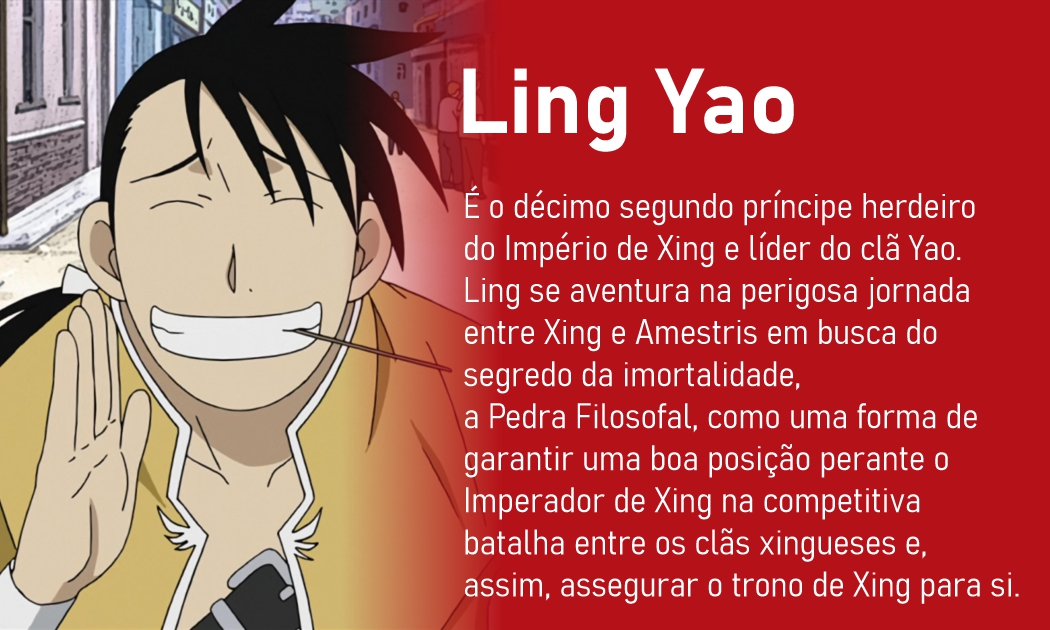 Ling Yao
É o décimo segundo príncipe herdeiro
do Império de Xing e líder do clã Yao.
Ling se aventura na perigosa jornada
entre Xing e Amestris em busca do
segredo da imortalidade,
a Pedra Filosofal, como uma forma de
garantir uma boa posição perante o
Imperador de Xing na competitiva
batalha entre os clãs xingueses e,
assim, assegurar o trono de Xing para si.